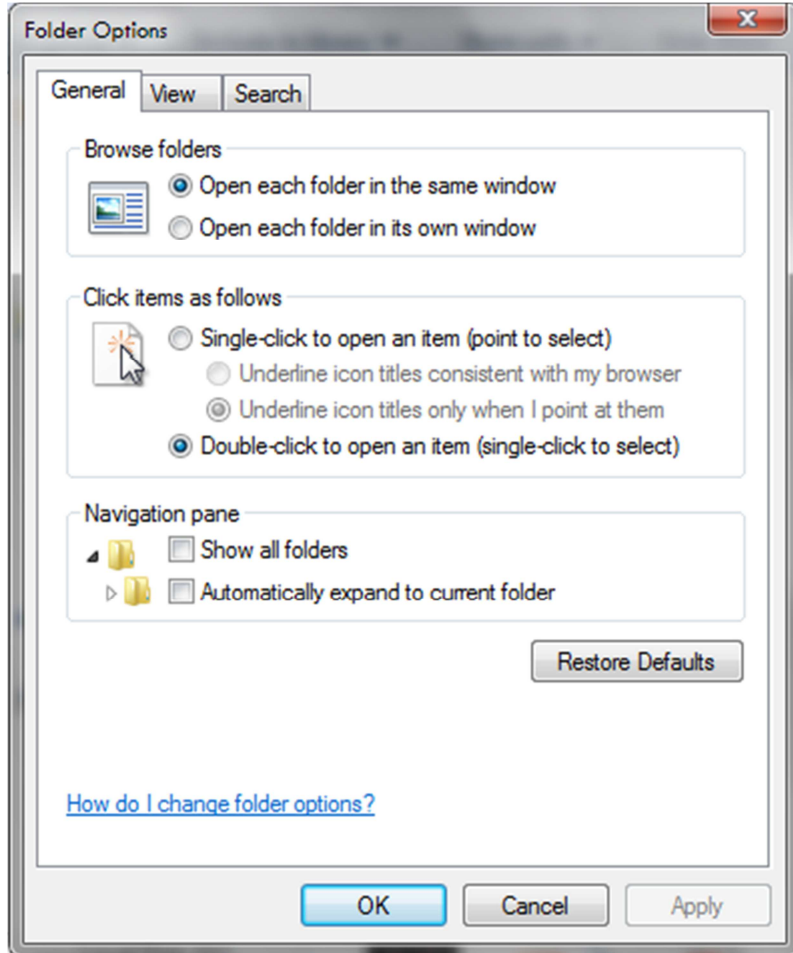 Folder Options
General View Search
Browse folders
Open each folder in the same window
Open each folder in its own window
Click items as follows
Single-click to open an item (point to select)
Underline icon titles consistent with my browser
Underline icon titles only when I point at them
Double-click to open an item (single-click to select)
Navigation pane
Show all folders
Automatically expand to current folder
Restore Defaults
How do I change folder options?
OK Cancel Apply